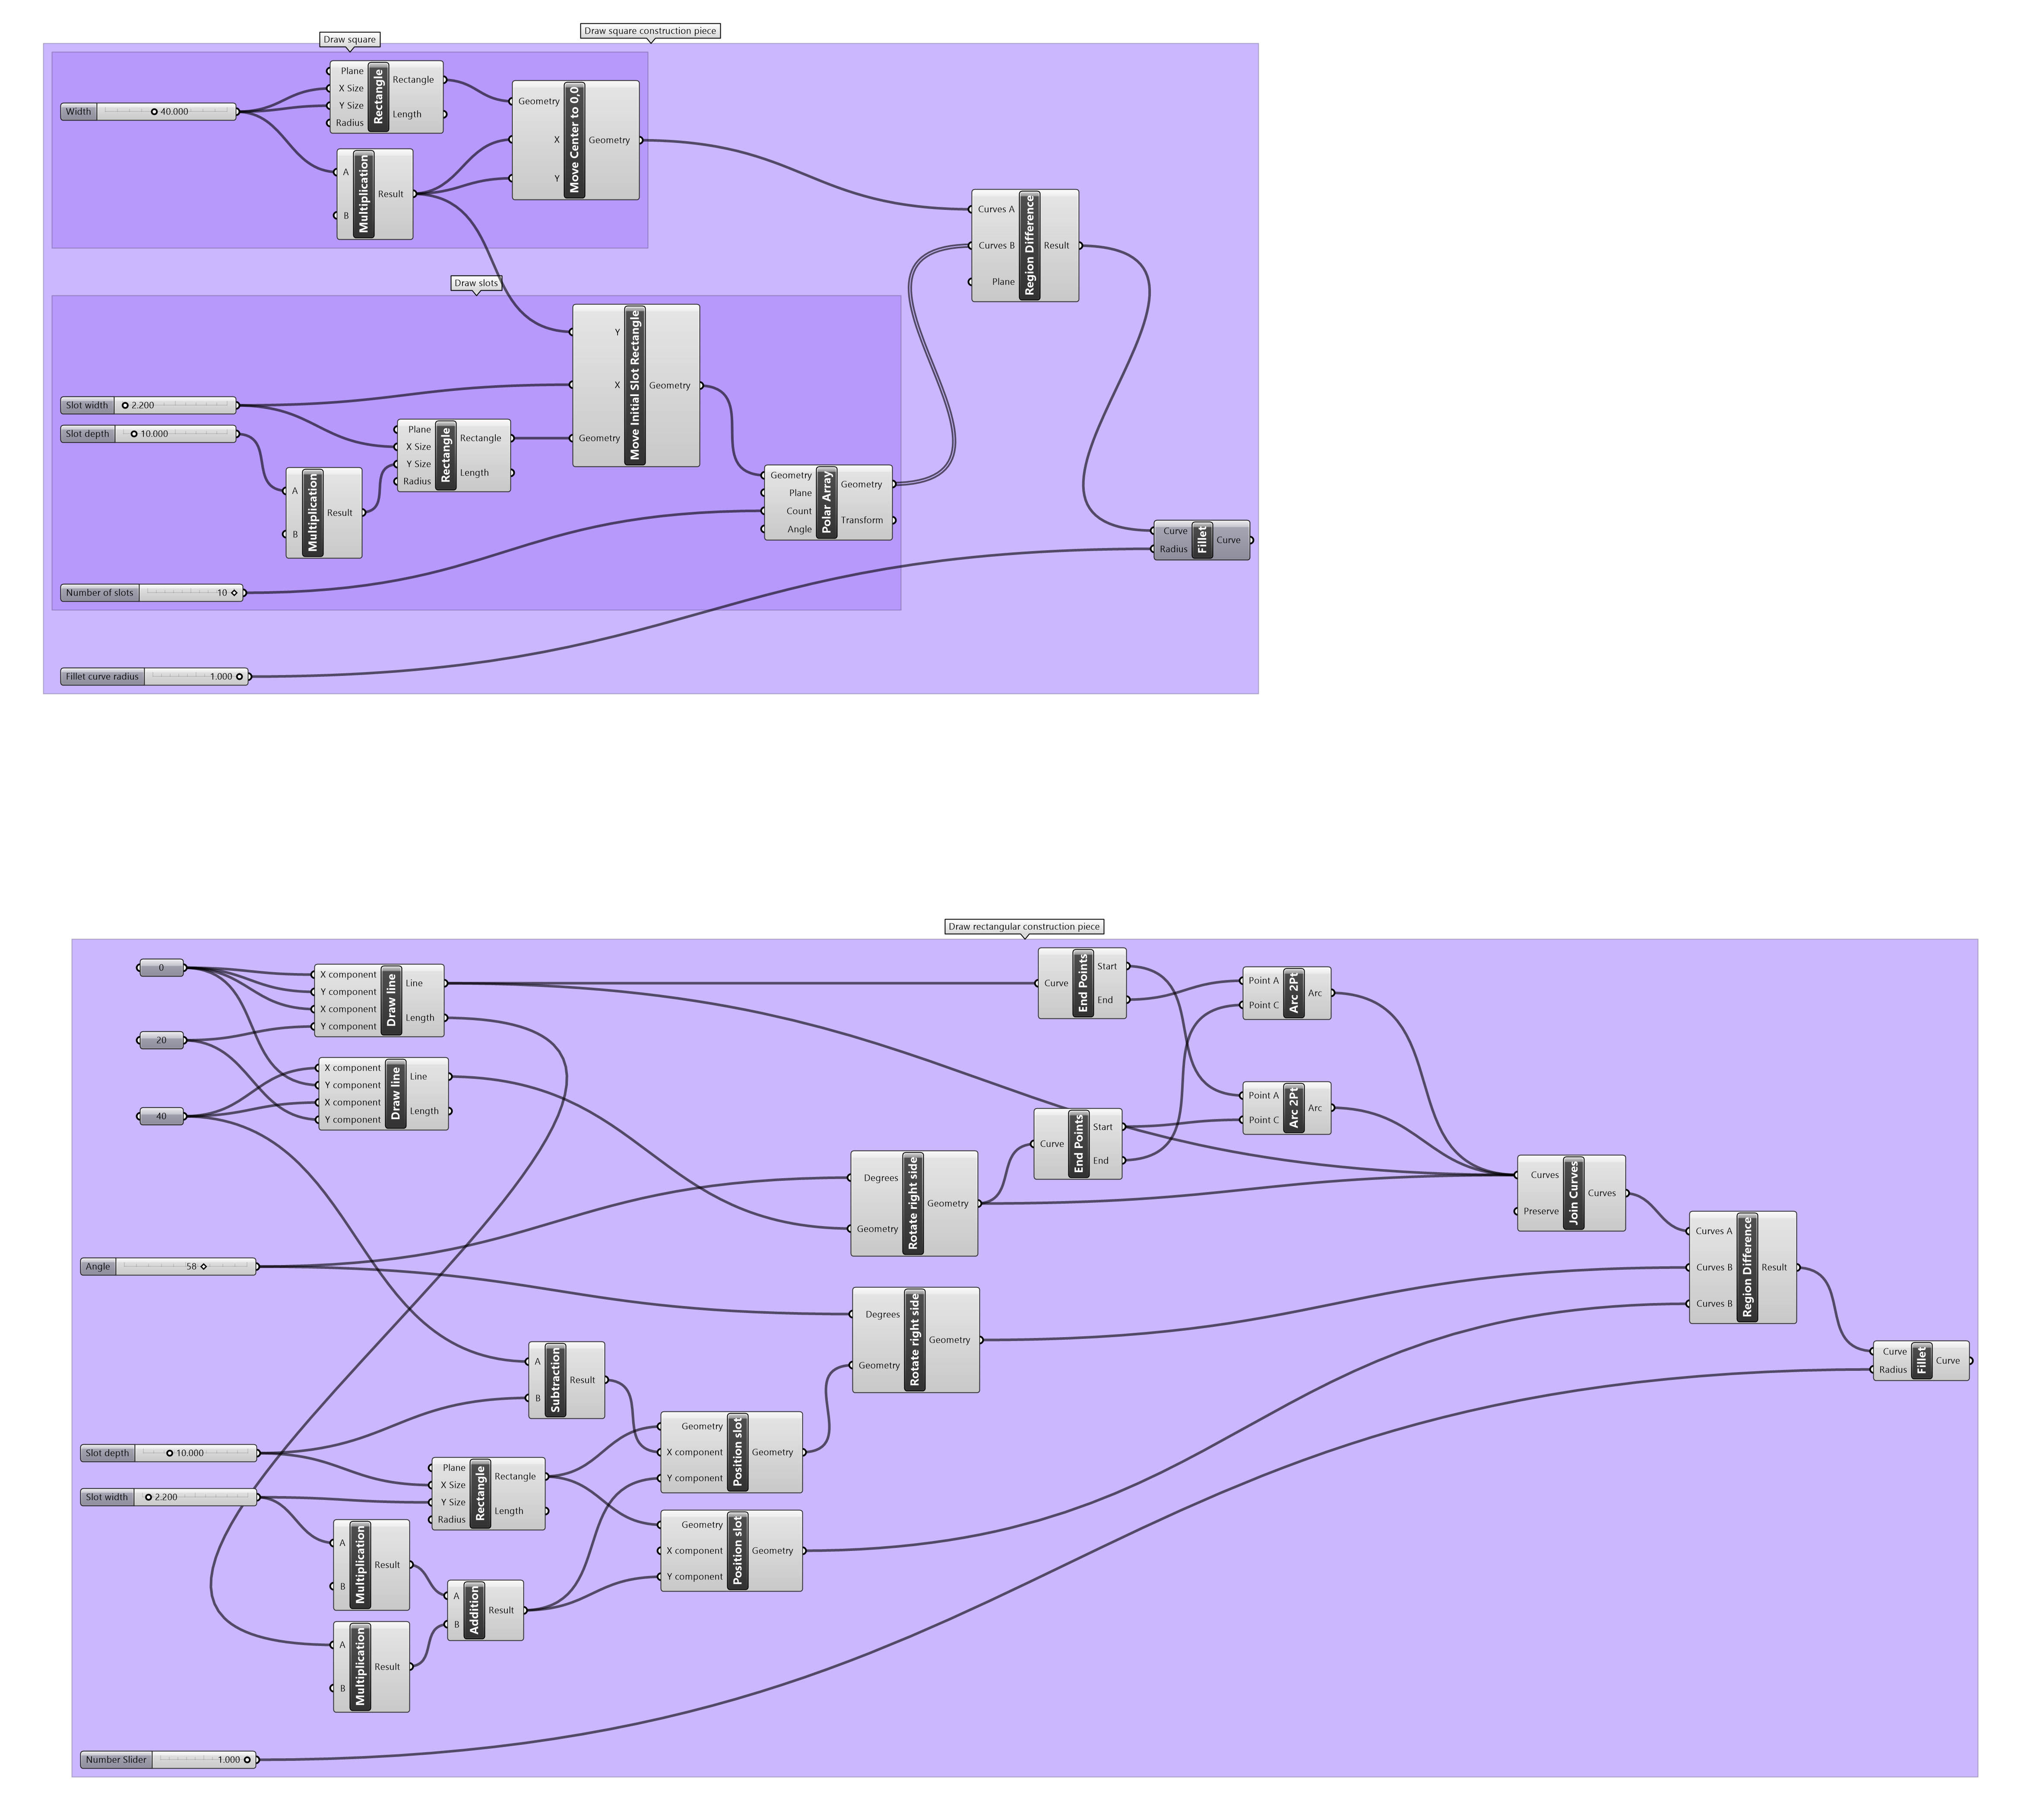 Draw square construction piece
Draw square
Width 40.000
Plane
X Size
Y Size
Radius
Rectangle
Rectangle
Length
A
B
Multiplication
Result
Geometry
X
Y
Move Center to 0,0
Geometry
Curves A
Curves B
Plane
Region Difference
Result
Draw slots
Slot width 2.200
Slot depth 10.000
A
B
Multiplication
Result
Plane
X Size
Y Size
Radius
Rectangle
Rectangle
Length
Y
X
Geometry
Move Initial Slot Rectangle
Geometry
Geometry
Plane
Count
Angle
Polar Array
Geometry
Transform
Number of slots 10
Fillet curve radius 1.000
Curve
Radius
Fillet
Curve
Draw rectangular construction piece
0
20
40
X component
Y component
X component
Y component
Draw line
Line
Length
X component
Y component
X component
Y component
Draw line
Line
Length
Curve
End Points
Start
End
Point A
Point C
Arc 2Pt
Arc
Point A
Point C
Arc 2Pt
Arc
Curve
End Points
Start
End
Angle 58
Degrees
Geometry
Rotate right side
Geometry
Degrees
Geometry
Rotate right side
Geometry
Curves
Preserve
Join Curves
Curves
Curves A
Curves B
Curves B
Region Difference
Result
Curve
Radius
Fillet
Curve
A
B
Subtraction
Result
Slot depth 10.000
Slot width 2.200
Plane
X Size
Y Size
Radius
Rectangle
Rectangle
Length
Geometry
X component
Y component
Position slot
Geometry
Geometry
X component
Y component
Position slot
Geometry
A
B
Multiplication
Result
A
B
Addition
Result
A
B
Multiplication
Result
Number Slider 1.000